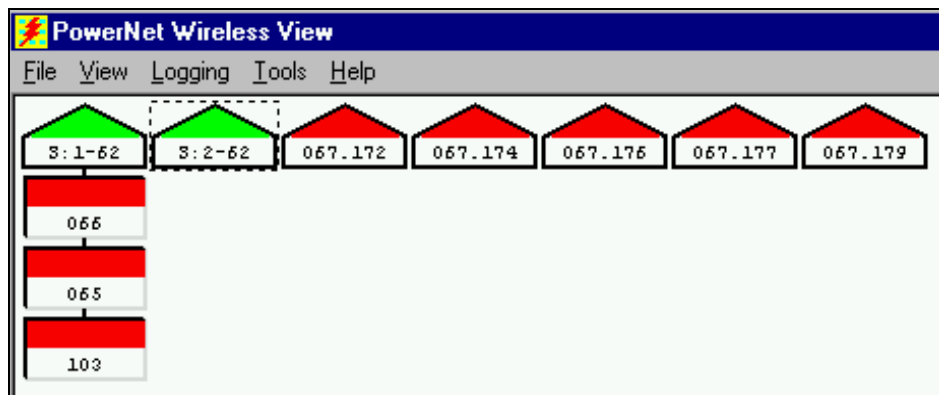 PowerNet Wireless View
File View Logging Tools Help
S:1-62 S:2-62 067.172 067.174 067.176 067.177 067.179
066
065
103